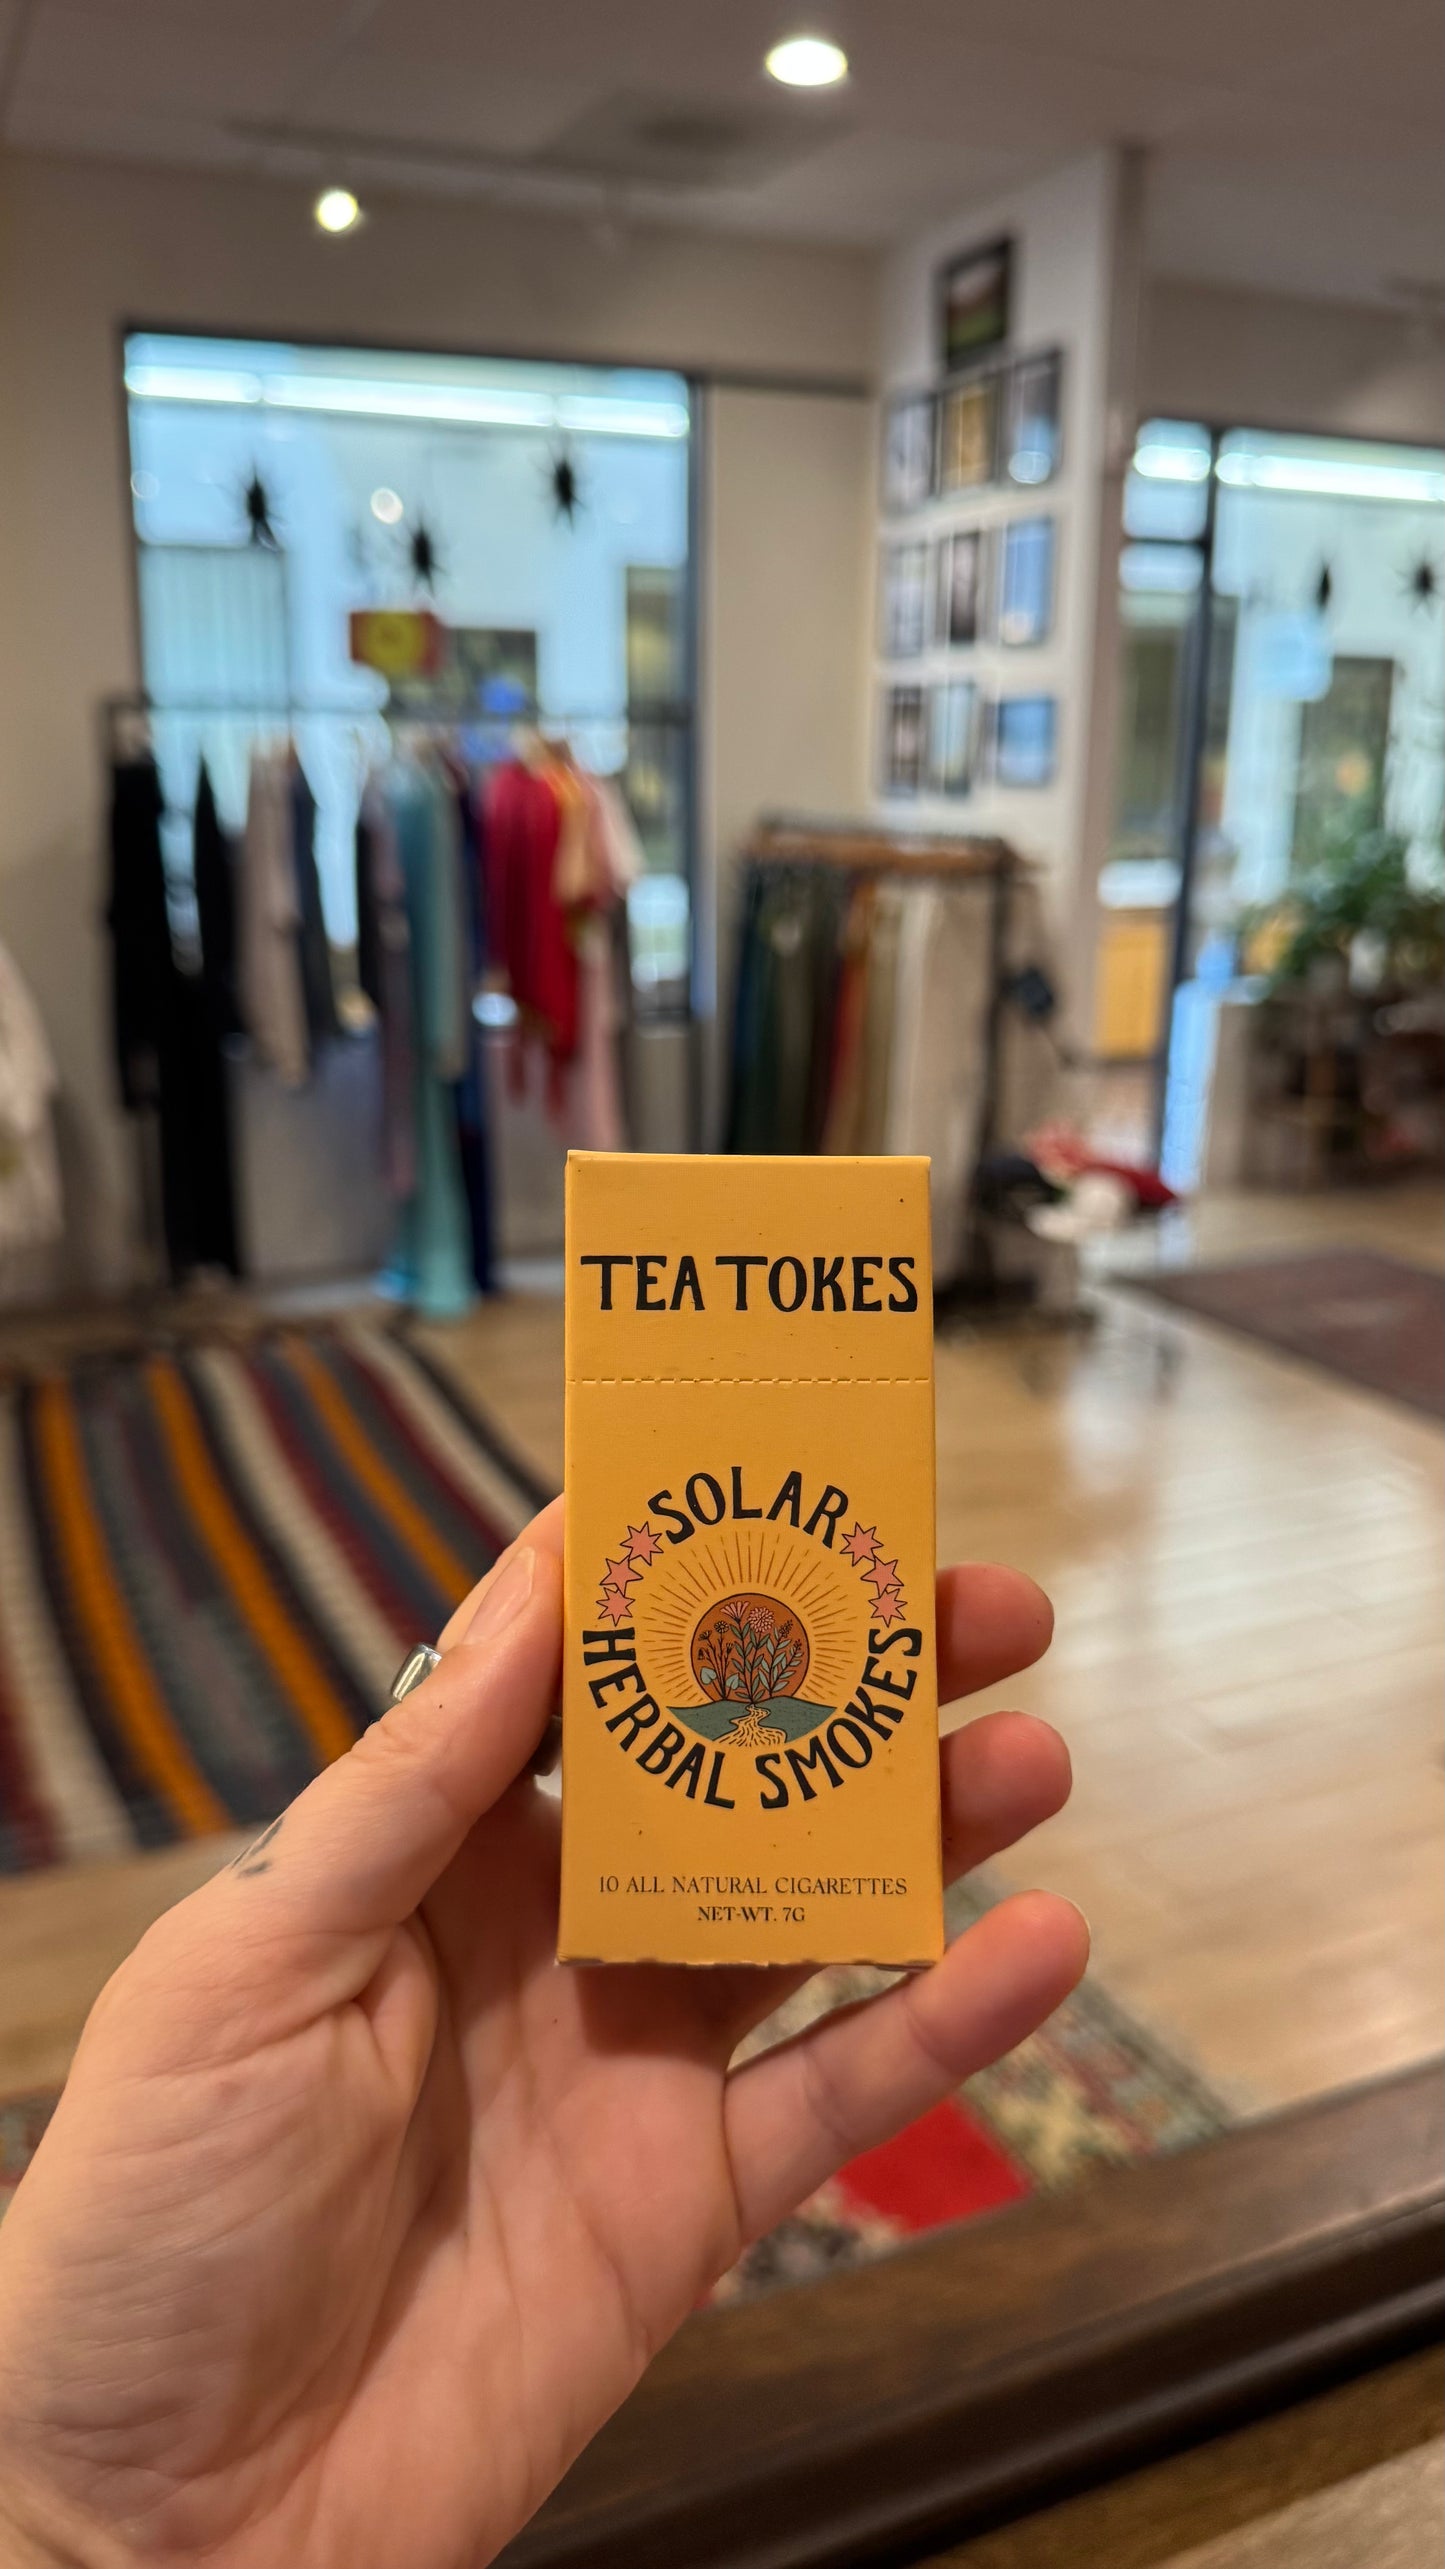 TEA TOKES
SOLAR
HERBAL SMOKES
10 ALL NATURAL CIGARETTES
NET-WT. 7G